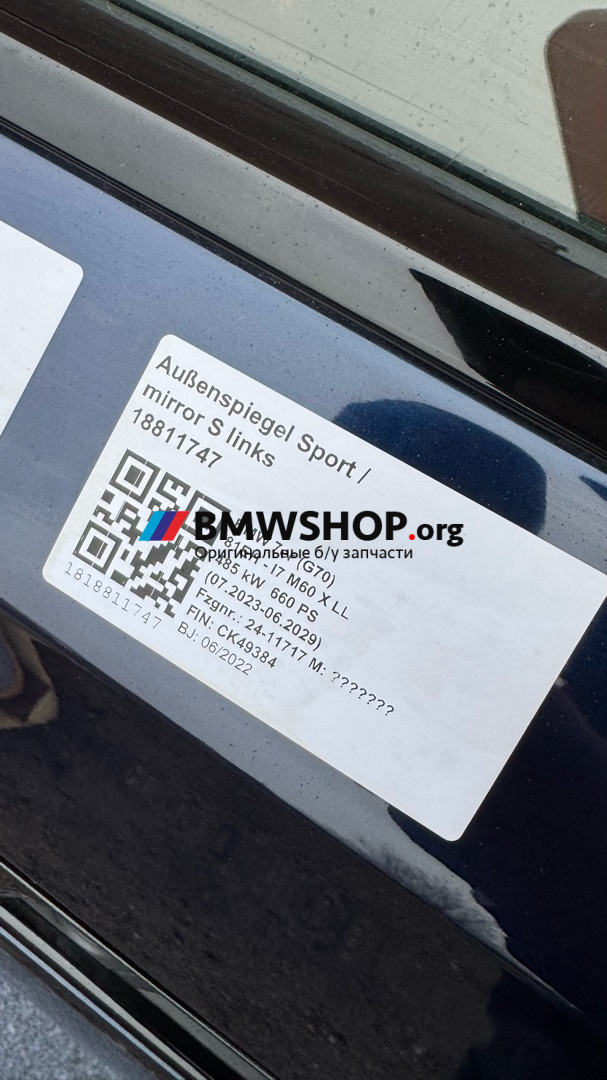 Außenspiegel Sport /
mirror S links
18811747
(G70)
I7 M60 X LL
485 kW 660 PS
(07.2023-06.2029)
Fzgnr.: 24-11717 M: ???????
FIN: CK49384
BJ: 06/2022
1818811747
BMWSHOP.org
Оригинальные б/у запчасти